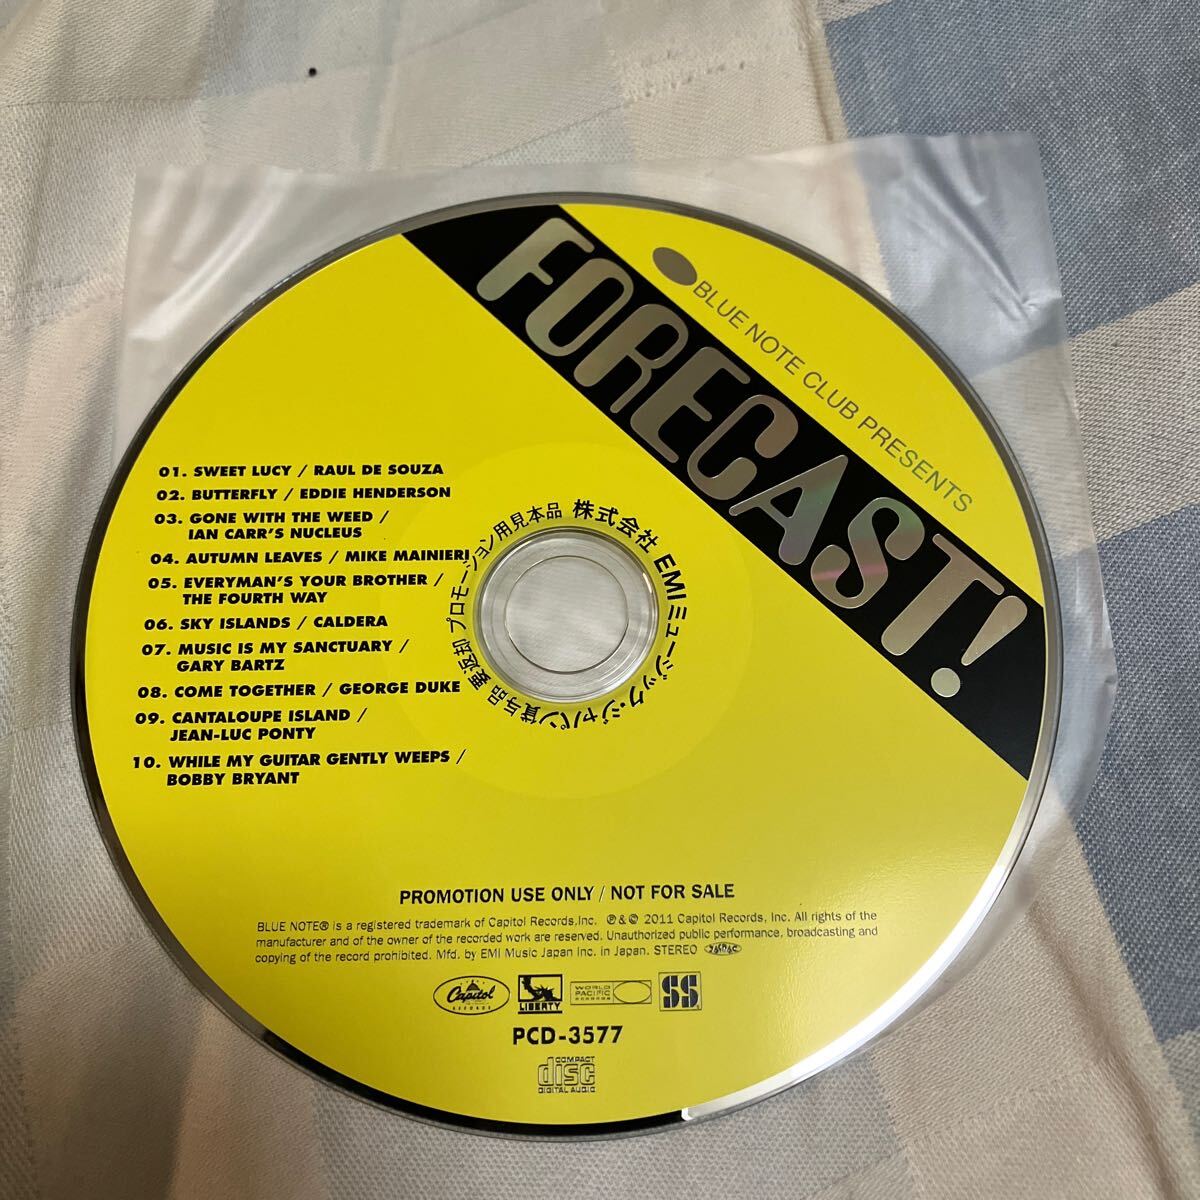 BLUE NOTE CLUB PRESENTS
FORECAST!
01. SWEET LUCY / RAUL DE SOUZA
02. BUTTERFLY / EDDIE HENDERSON
03. GONE WITH THE WEED /
IAN CARR'S NUCLEUS
04. AUTUMN LEAVES / MIKE MAINIERI
05. EVERYMAN'S YOUR BROTHER /
THE FOURTH WAY
06. SKY ISLANDS / CALDERA
07. MUSIC IS MY SANCTUARY /
GARY BARTZ
08. COME TOGETHER / GEORGE DUKE
09. CANTALOUPE ISLAND /
JEAN-LUC PONTY
10. WHILE MY GUITAR GENTLY WEEPS /
BOBBY BRYANT
株式会社 EMIミュージック・ジャパン貸与品 要返却 プロモーション用見本品
PROMOTION USE ONLY / NOT FOR SALE
BLUE NOTE® is a registered trademark of Capitol Records,Inc. ℗&© 2011 Capitol Records, Inc. All rights of the
manufacturer and of the owner of the recorded work are reserved. Unauthorized public performance, broadcasting and
copying of the record prohibited. Mfd. by EMI Music Japan Inc. in Japan. STEREO JASRAC
Capitol RECORDS
LIBERTY
WORLD PACIFIC RECORDS
SS
PCD-3577
COMPACT
disc
DIGITAL AUDIO